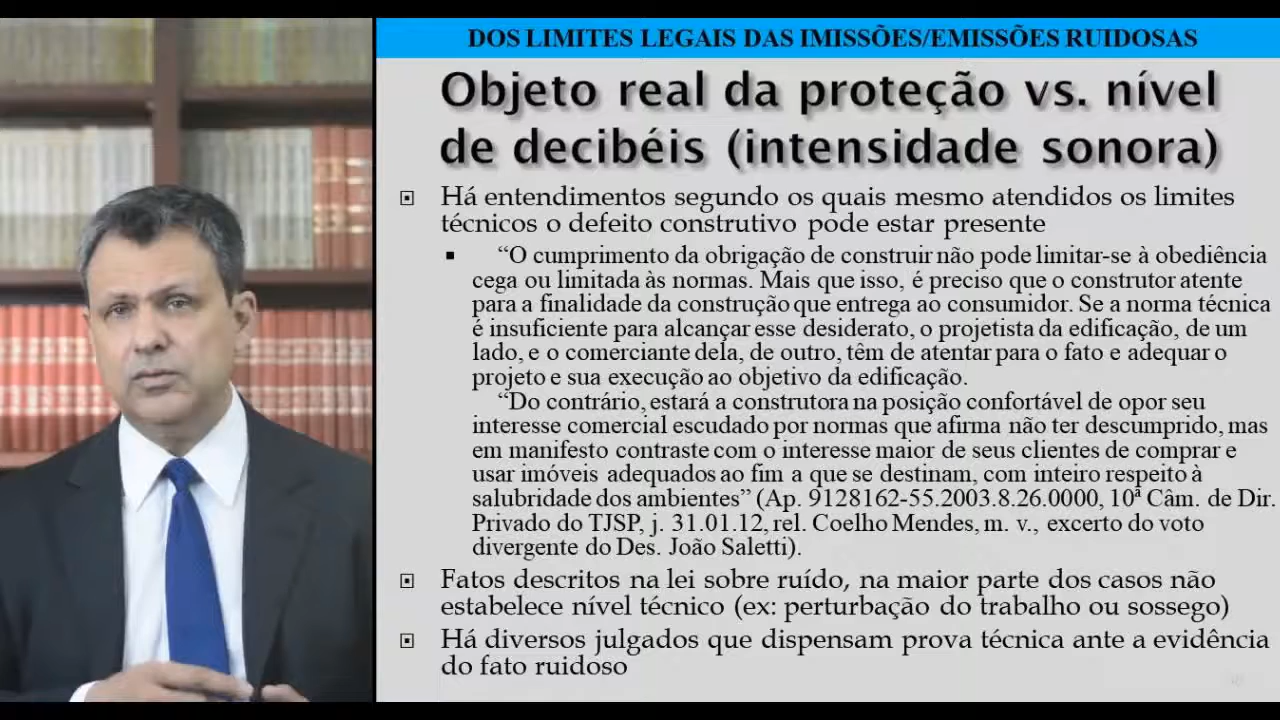 DOS LIMITES LEGAIS DAS IMISSÕES/EMISSÕES RUIDOSAS
Objeto real da proteção vs. nível
de decibéis (intensidade sonora)
Há entendimentos segundo os quais mesmo atendidos os limites
técnicos o defeito construtivo pode estar presente
“O cumprimento da obrigação de construir não pode limitar-se à obediência
cega ou limitada às normas. Mais que isso, é preciso que o construtor atente
para a finalidade da construção que entrega ao consumidor. Se a norma técnica
é insuficiente para alcançar esse desiderato, o projetista da edificação, de um
lado, e o comerciante dela, de outro, têm de atentar para o fato e adequar o
projeto e sua execução ao objetivo da edificação.
“Do contrário, estará a construtora na posição confortável de opor seu
interesse comercial escudado por normas que afirma não ter descumprido, mas
em manifesto contraste com o interesse maior de seus clientes de comprar e
usar imóveis adequados ao fim a que se destinam, com inteiro respeito à
salubridade dos ambientes” (Ap. 9128162-55.2003.8.26.0000, 10ª Câm. de Dir.
Privado do TJSP, j. 31.01.12, rel. Coelho Mendes, m. v., excerto do voto
divergente do Des. João Saletti).
Fatos descritos na lei sobre ruído, na maior parte dos casos não
estabelece nível técnico (ex: perturbação do trabalho ou sossego)
Há diversos julgados que dispensam prova técnica ante a evidência
do fato ruidoso